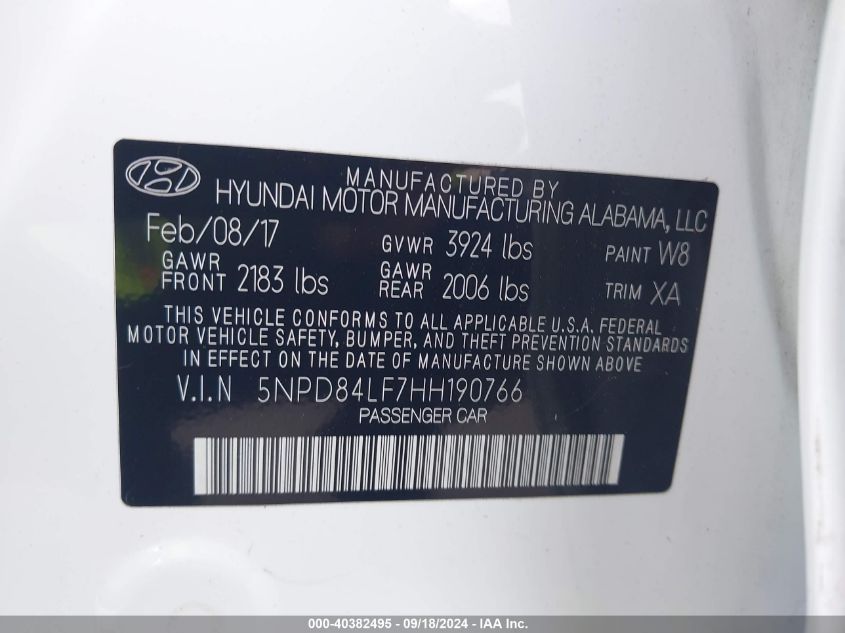 MANUFACTURED BY
HYUNDAI MOTOR MANUFACTURING ALABAMA, LLC
Feb/08/17 GVWR 3924 lbs PAINT W8
GAWR FRONT 2183 lbs GAWR REAR 2006 lbs TRIM XA
THIS VEHICLE CONFORMS TO ALL APPLICABLE U.S.A. FEDERAL
MOTOR VEHICLE SAFETY, BUMPER, AND THEFT PREVENTION STANDARDS
IN EFFECT ON THE DATE OF MANUFACTURE SHOWN ABOVE.
V.I.N 5NPD84LF7HH190766
PASSENGER CAR
000-40382495 - 09/18/2024 - IAA Inc.